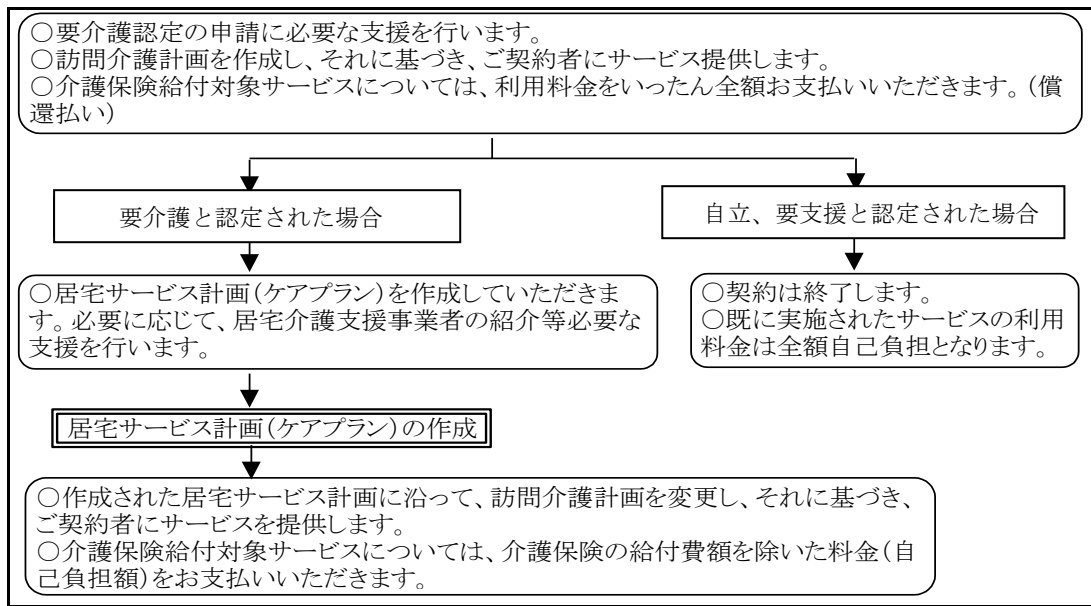 ○要介護認定の申請に必要な支援を行います。
○訪問介護計画を作成し、それに基づき、ご契約者にサービス提供します。
○介護保険給付対象サービスについては、利用料金をいったん全額お支払いいただきます。(償
還払い)
要介護と認定された場合
自立、要支援と認定された場合
○居宅サービス計画(ケアプラン)を作成していただきま
す。必要に応じて、居宅介護支援事業者の紹介等必要な
支援を行います。
○契約は終了します。
○既に実施されたサービスの利用
料金は全額自己負担となります。
居宅サービス計画(ケアプラン)の作成
○作成された居宅サービス計画に沿って、訪問介護計画を変更し、それに基づき、
ご契約者にサービスを提供します。
○介護保険給付対象サービスについては、介護保険の給付費額を除いた料金(自
己負担額)をお支払いいただきます。